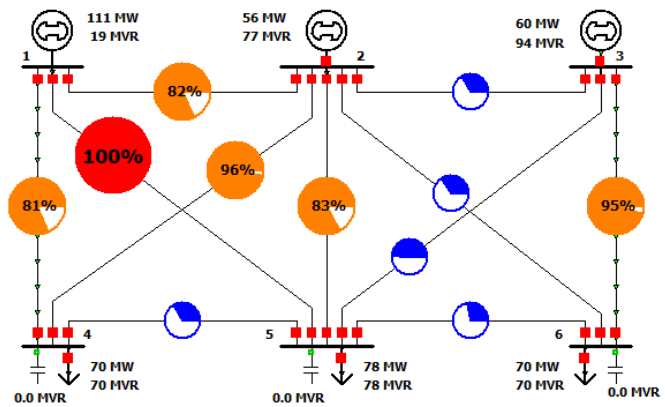 111 MW
19 MVR
56 MW
77 MVR
60 MW
94 MVR
1
2
3
82%
100%
96%
81%
83%
95%
4
5
6
70 MW
70 MVR
78 MW
78 MVR
70 MW
70 MVR
0.0 MVR
0.0 MVR
0.0 MVR